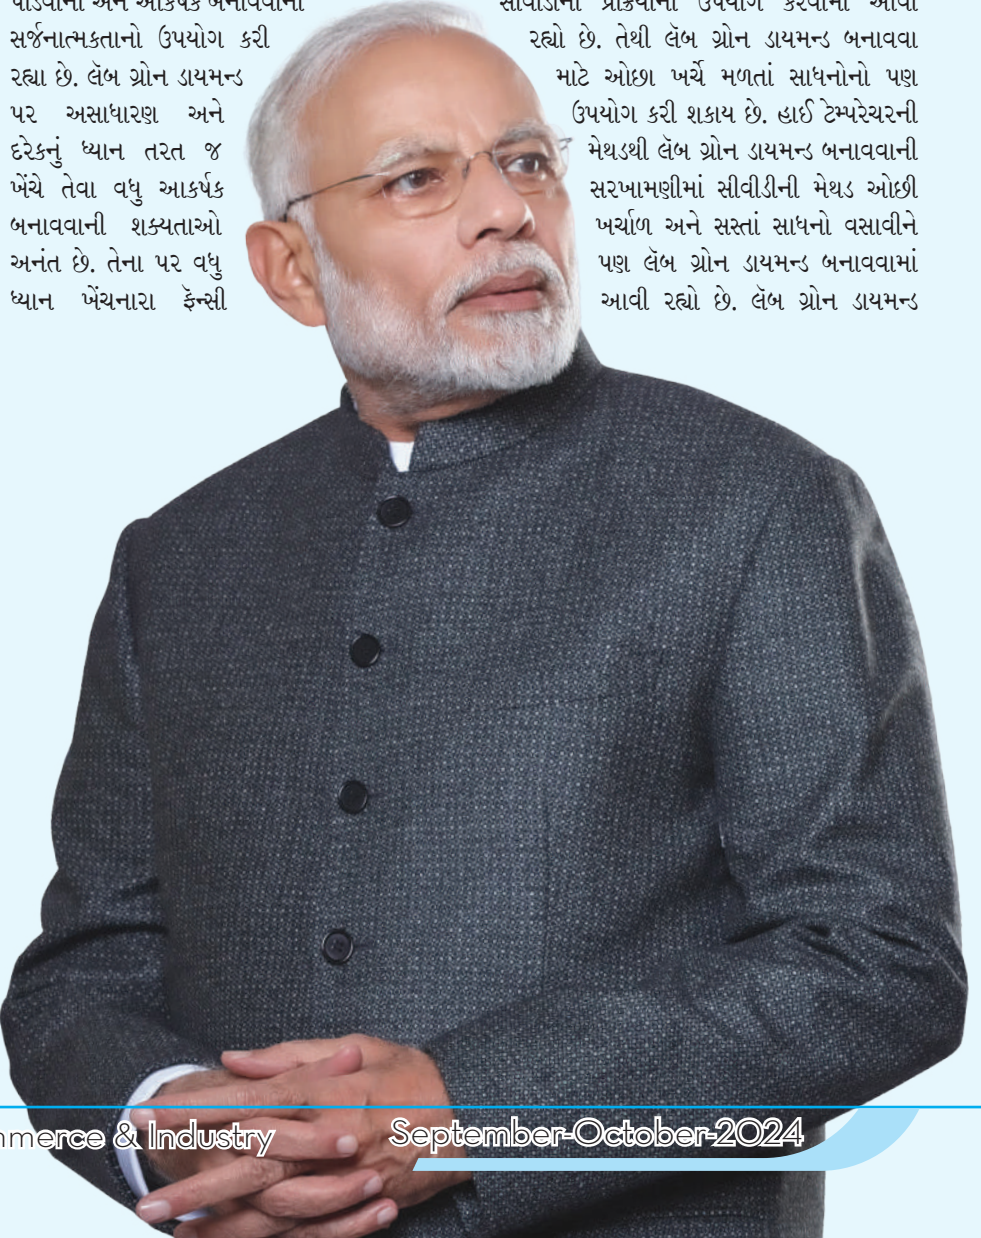 સર્જનાત્મકતાનો ઉપયોગ કરી
રહ્યા છે. લૅબ ગ્રોન ડાયમન્ડ
પર અસાધારણ અને
દરેકનું ધ્યાન તરત જ
ખેંચે તેવા વધુ આકર્ષક
બનાવવાની શક્યતાઓ
અનંત છે. તેના પર વધુ
ધ્યાન ખેંચનારા ફૅન્સી
રહ્યો છે. તેથી લૅબ ગ્રોન ડાયમન્ડ બનાવવા
માટે ઓછા ખર્ચે મળતાં સાધનોનો પણ
ઉપયોગ કરી શકાય છે. હાઈ ટેમ્પરેચરની
મેથડથી લૅબ ગ્રોન ડાયમન્ડ બનાવવાની
સરખામણીમાં સીવીડીની મેથડ ઓછી
ખર્ચાળ અને સસ્તાં સાધનો વસાવીને
પણ લૅબ ગ્રોન ડાયમન્ડ બનાવવામાં
આવી રહ્યો છે. લૅબ ગ્રોન ડાયમન્ડ
& Industry
September-October-2024